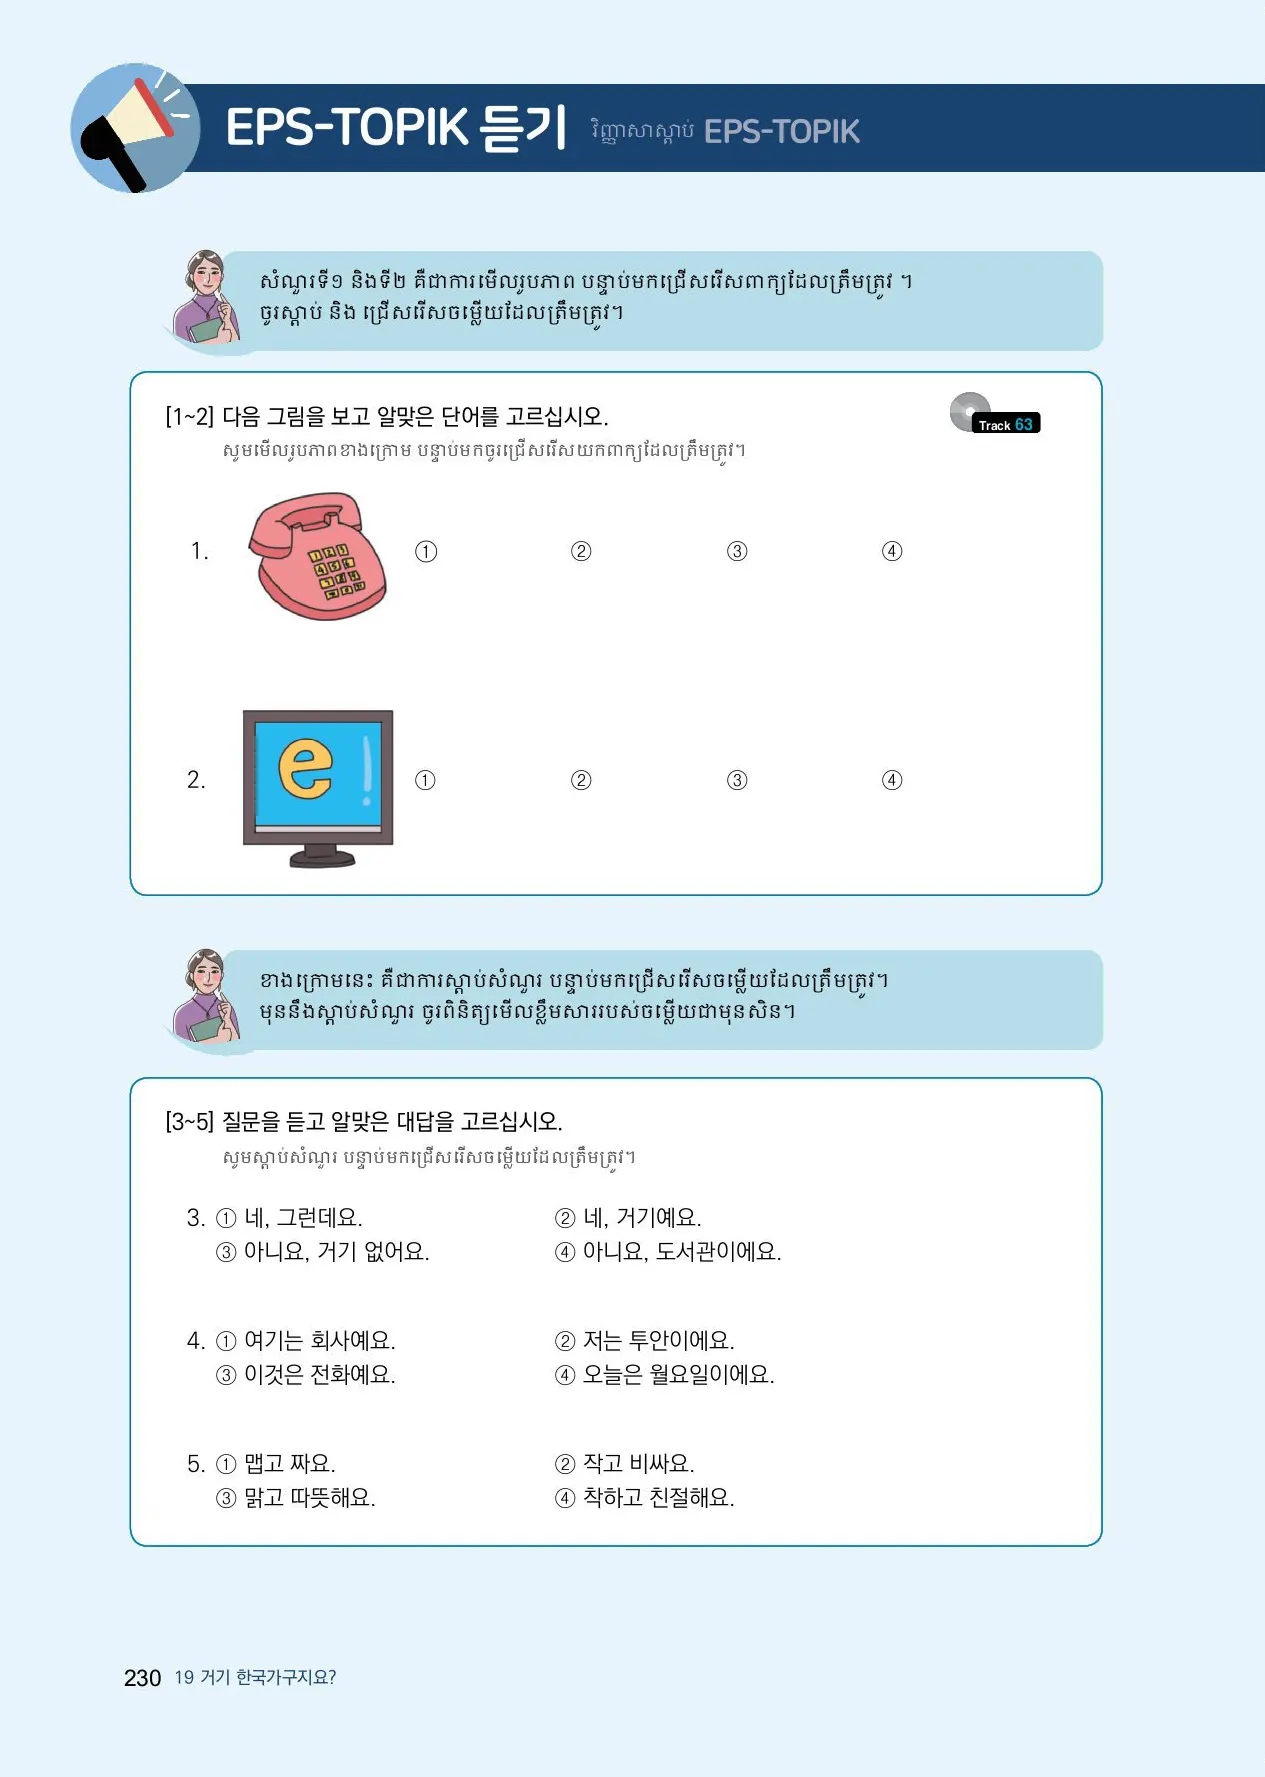 EPS-TOPIK 듣기 វិញ្ញាសាស្តាប់ EPS-TOPIK
សំណួរទី១ និងទី២ គឺជាការមើលរូបភាព បន្ទាប់មកជ្រើសរើសពាក្យដែលត្រឹមត្រូវ ។
ចូរស្តាប់ និង ជ្រើសរើសចម្លើយដែលត្រឹមត្រូវ។
[1~2] 다음 그림을 보고 알맞은 단어를 고르십시오.
Track 63
សូមមើលរូបភាពខាងក្រោម បន្ទាប់មកចូរជ្រើសរើសយកពាក្យដែលត្រឹមត្រូវ។
1. ① ② ③ ④
1 2 3
4 5 6
7
e !
2. ① ② ③ ④
ខាងក្រោមនេះ គឺជាការស្តាប់សំណួរ បន្ទាប់មកជ្រើសរើសចម្លើយដែលត្រឹមត្រូវ។
មុននឹងស្តាប់សំណួរ ចូរពិនិត្យមើលខ្លឹមសាររបស់ចម្លើយជាមុនសិន។
[3~5] 질문을 듣고 알맞은 대답을 고르십시오.
សូមស្តាប់សំណួរ បន្ទាប់មកជ្រើសរើសចម្លើយដែលត្រឹមត្រូវ។
3. ① 네, 그런데요. ② 네, 거기예요.
③ 아니요, 거기 없어요. ④ 아니요, 도서관이에요.
4. ① 여기는 회사예요. ② 저는 투안이에요.
③ 이것은 전화예요. ④ 오늘은 월요일이에요.
5. ① 맵고 짜요. ② 작고 비싸요.
③ 맑고 따뜻해요. ④ 착하고 친절해요.
230 19 거기 한국가구지요?